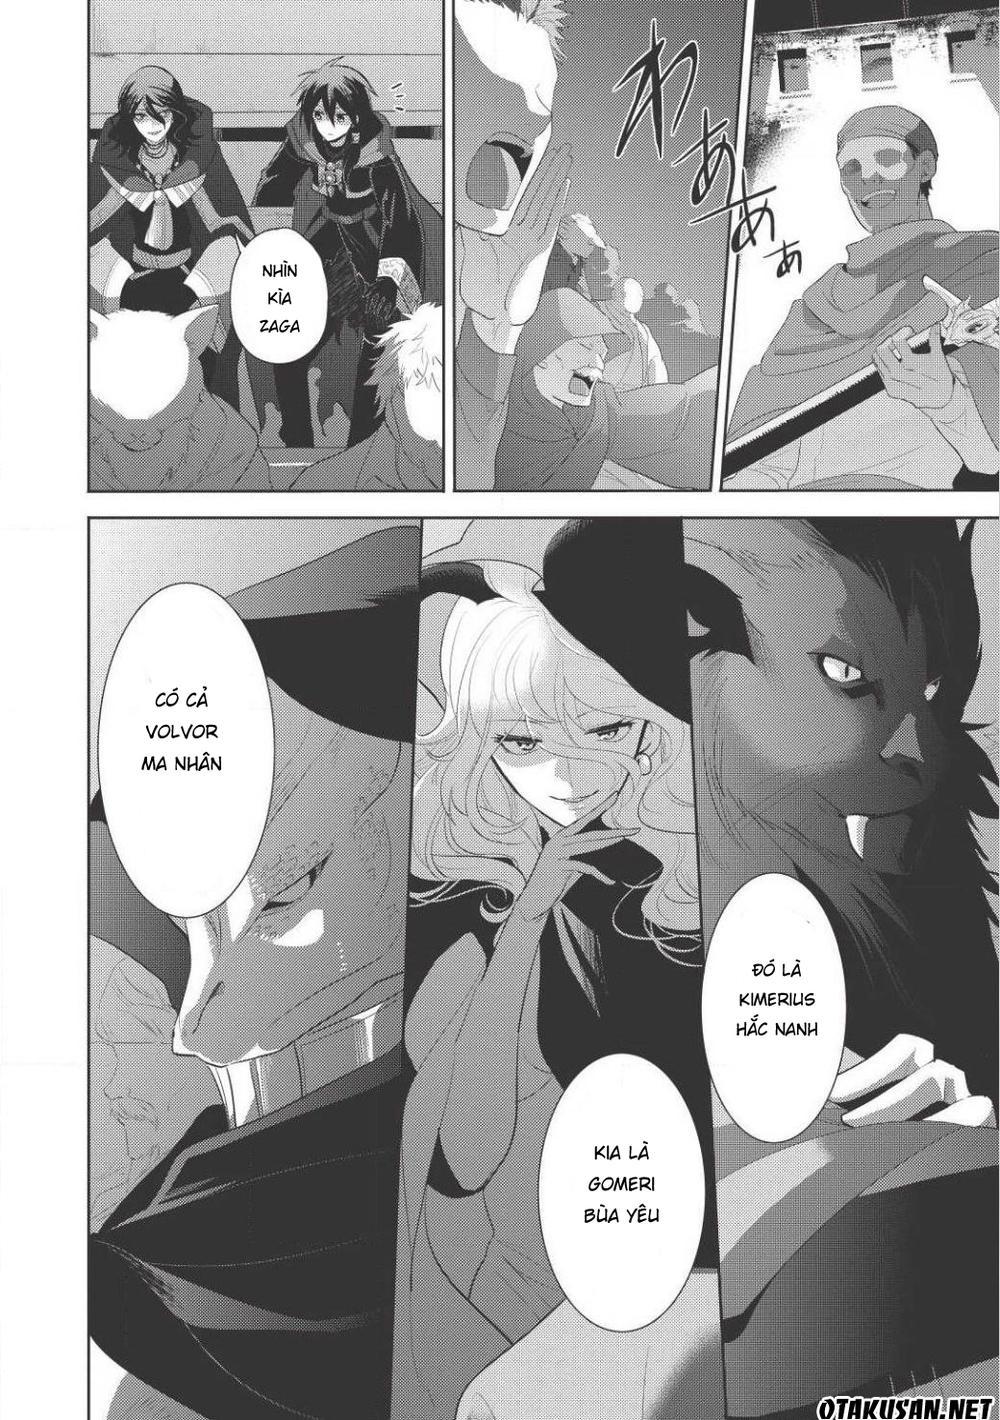 わ
あ
あ
あ
NHÌN
KÌA
ZAGA
ĐÓ LÀ
KIMERIUS
HẮC NANH
KIA LÀ
GOMERI
BÙA YÊU
CÓ CẢ
VOLVOR
MA NHÂN
OTAKUSAN.NET